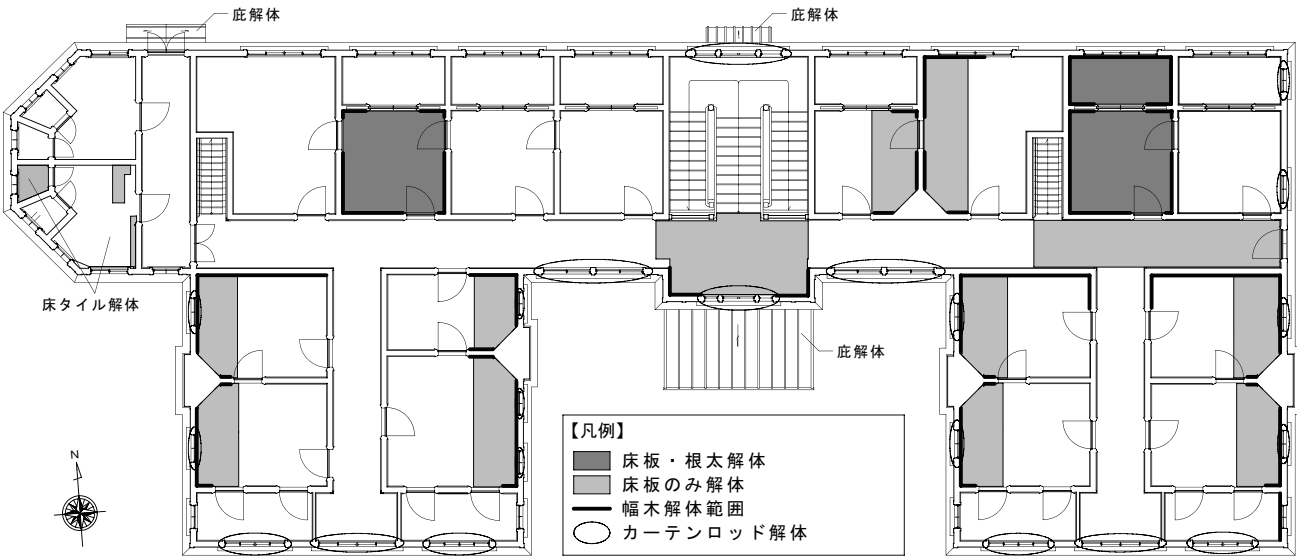 庇解体
庇解体
床タイル解体
庇解体
N
【凡例】
床板・根太解体
床板のみ解体
幅木解体範囲
カーテンロッド解体